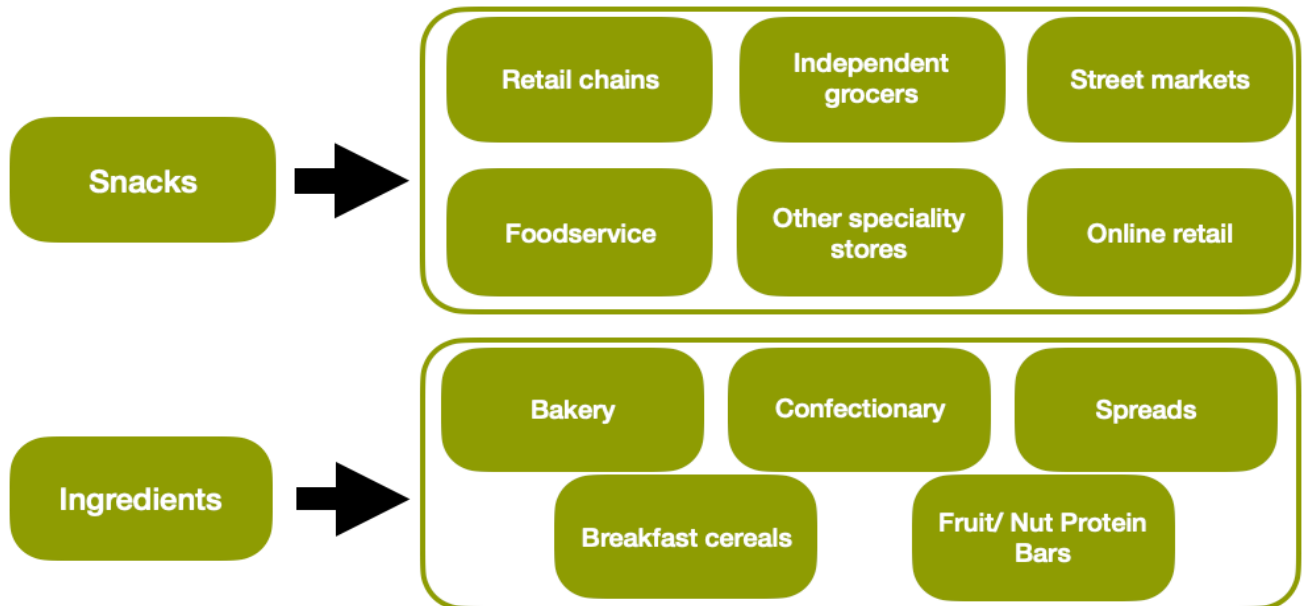 Retail chains
Independent
grocers
Street markets
Snacks
Foodservice
Other speciality
stores
Online retail
Bakery
Confectionary
Spreads
Ingredients
Breakfast cereals
Fruit/ Nut Protein
Bars